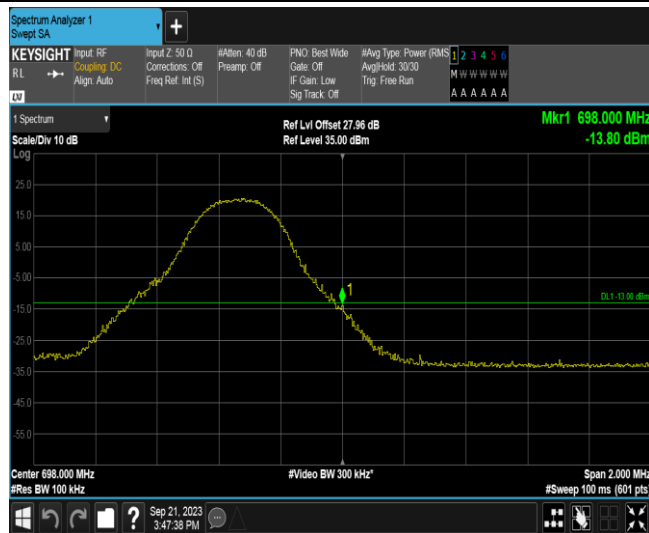 Spectrum Analyzer 1
Swept SA
+
KEYSIGHT
RL
LXI
Input: RF
Coupling: DC
Align: Auto
Input Z: 50 Ω
Corrections: Off
Freq Ref: Int (S)
#Atten: 40 dB
Preamp: Off
PNO: Best Wide
Gate: Off
IF Gain: Low
Sig Track: Off
#Avg Type: Power (RMS
Avg|Hold: 30/30
Trig: Free Run
1 2 3 4 5 6
M W W W W W
A A A A A A
1 Spectrum
Scale/Div 10 dB
Log
Ref Lvl Offset 27.96 dB
Ref Level 35.00 dBm
Mkr1 698.000 MHz
-13.80 dBm
25.0
15.0
5.00
-5.00
1
DL1 -13.00 dBm
-15.0
-25.0
-35.0
-45.0
-55.0
Center 698.000 MHz
#Res BW 100 kHz
#Video BW 300 kHz*
Span 2.000 MHz
#Sweep 100 ms (601 pts)
?
Sep 21, 2023
3:47:38 PM